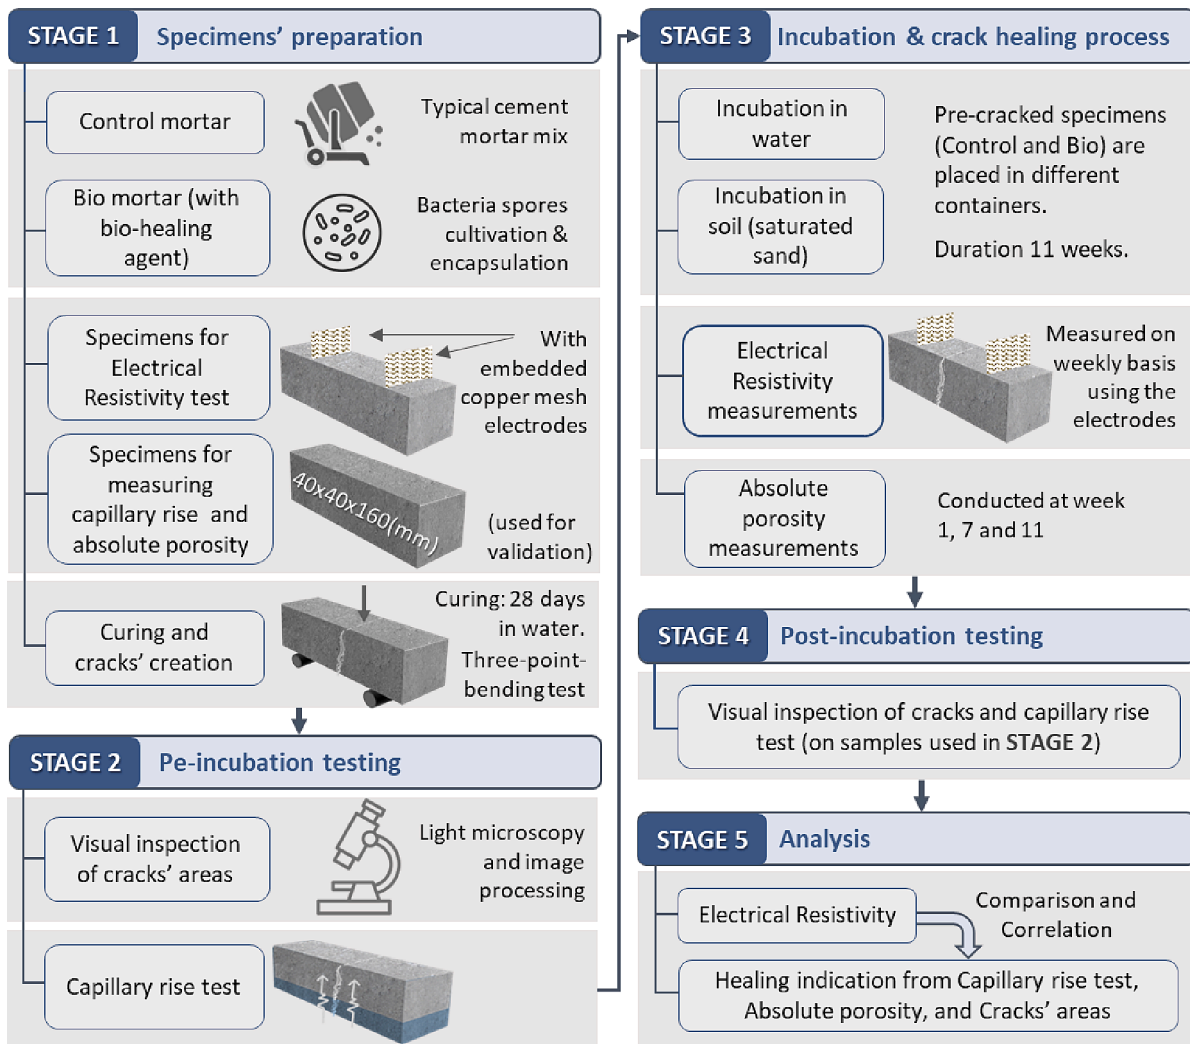 STAGE 1
Specimens’ preparation
Control mortar
Typical cement
mortar mix
Bio mortar (with
bio-healing
agent)
Bacteria spores
cultivation &
encapsulation
Specimens for
Electrical
Resistivity test
With
embedded
copper mesh
electrodes
Specimens for
measuring
capillary rise and
absolute porosity
40x40x160(mm)
(used for
validation)
Curing and
cracks’ creation
Curing: 28 days
in water.
Three-point-
bending test
STAGE 2
Pe-incubation testing
Visual inspection
of cracks’ areas
Light microscopy
and image
processing
Capillary rise test
STAGE 3
Incubation & crack healing process
Incubation in
water
Incubation in
soil (saturated
sand)
Pre-cracked specimens
(Control and Bio) are
placed in different
containers.
Duration 11 weeks.
Electrical
Resistivity
measurements
Measured on
weekly basis
using the
electrodes
Absolute
porosity
measurements
Conducted at week
1, 7 and 11
STAGE 4
Post-incubation testing
Visual inspection of cracks and capillary rise
test (on samples used in STAGE 2)
STAGE 5
Analysis
Electrical Resistivity
Comparison and
Correlation
Healing indication from Capillary rise test,
Absolute porosity, and Cracks’ areas